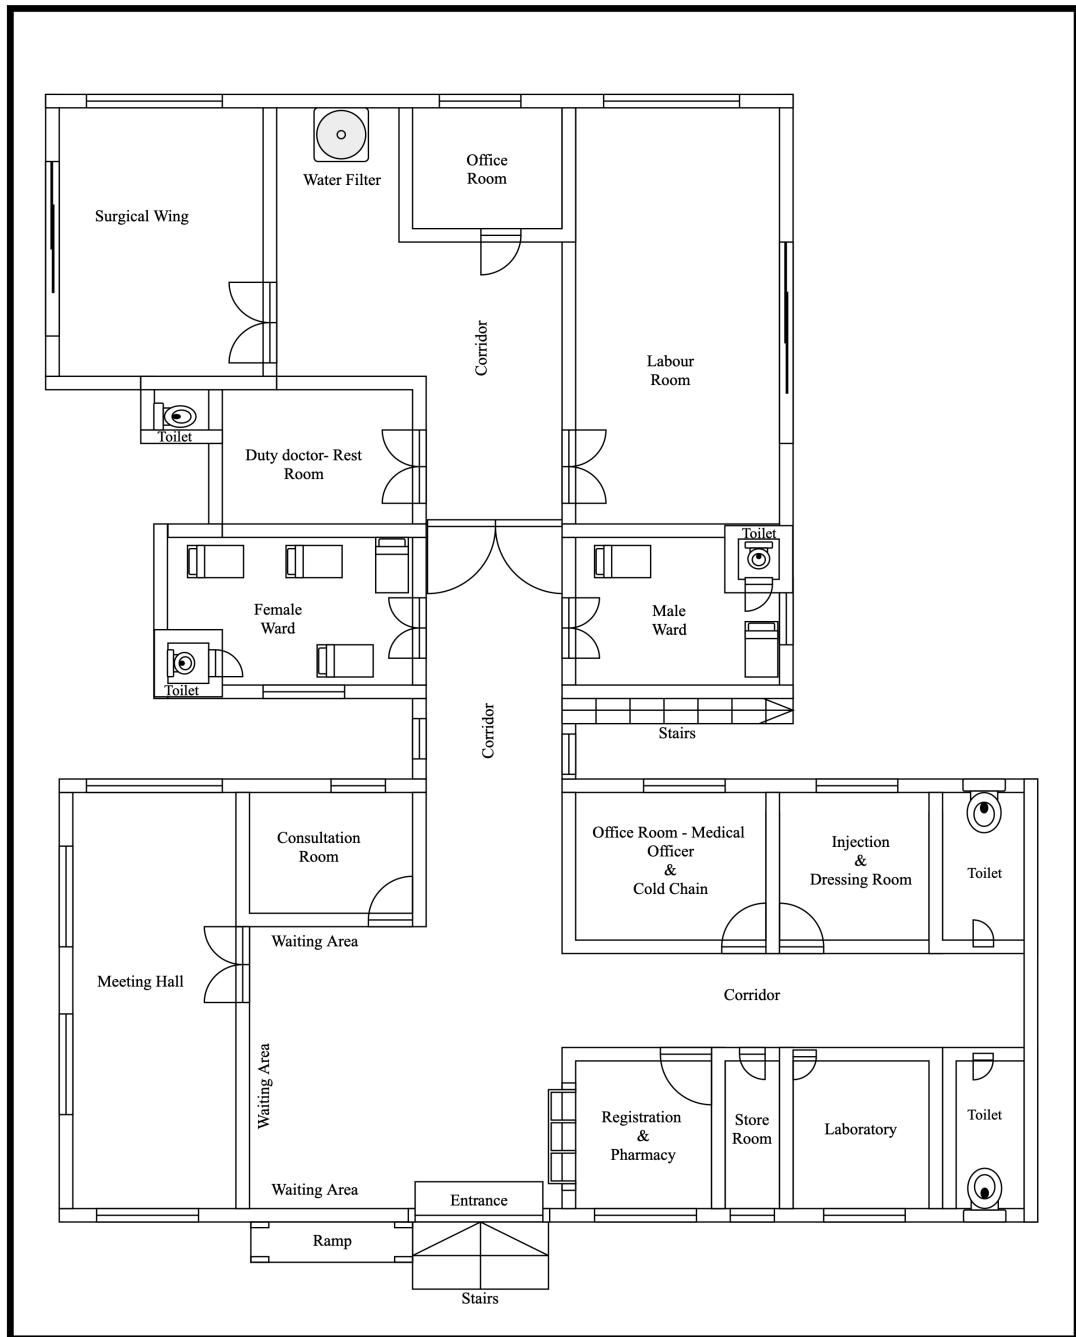 Office
Room
Water Filter
Surgical Wing
Corridor
Labour
Room
Toilet
Duty doctor- Rest
Room
Toilet
Female
Ward
Male
Ward
Toilet
Corridor
Stairs
Consultation
Room
Office Room - Medical
Officer
&
Cold Chain
Injection
&
Dressing Room
Toilet
Waiting Area
Meeting Hall
Corridor
Waiting Area
Registration
&
Pharmacy
Store
Room
Laboratory
Toilet
Waiting Area
Entrance
Ramp
Stairs